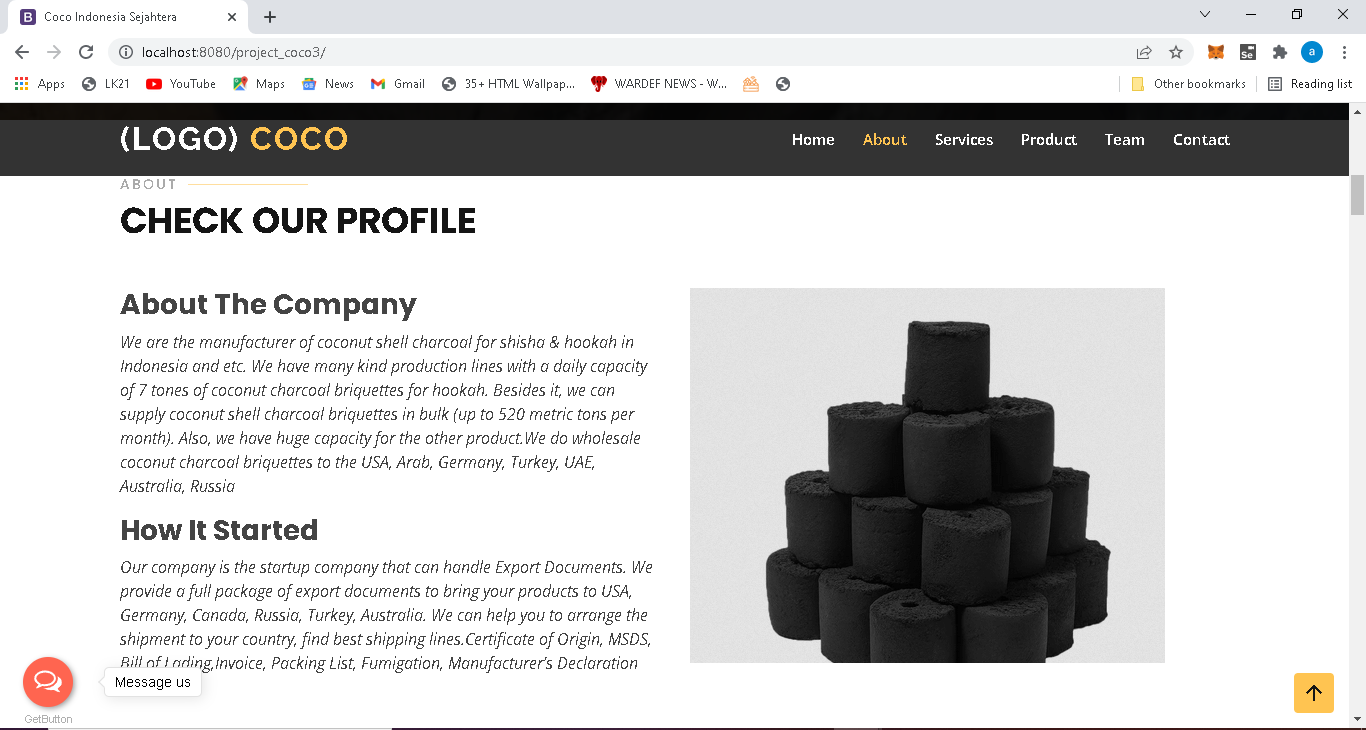 Coco Indonesia Sejahtera
localhost:8080/project_coco3/
a
Apps
LK21
YouTube
Maps
News
Gmail
35+ HTML Wallpap...
WARDEF NEWS - W...
Other bookmarks
Reading list
(LOGO) COCO
Home
About
Services
Product
Team
Contact
ABOUT
CHECK OUR PROFILE
About The Company
We are the manufacturer of coconut shell charcoal for shisha & hookah in
Indonesia and etc. We have many kind production lines with a daily capacity
of 7 tones of coconut charcoal briquettes for hookah. Besides it, we can
supply coconut shell charcoal briquettes in bulk (up to 520 metric tons per
month). Also, we have huge capacity for the other product.We do wholesale
coconut charcoal briquettes to the USA, Arab, Germany, Turkey, UAE,
Australia, Russia
How It Started
Our company is the startup company that can handle Export Documents. We
provide a full package of export documents to bring your products to USA,
Germany, Canada, Russia, Turkey, Australia. We can help you to arrange the
shipment to your country, find best shipping lines.Certificate of Origin, MSDS,
Bill of Lading,Invoice, Packing List, Fumigation, Manufacturer's Declaration
Message us
GetButton